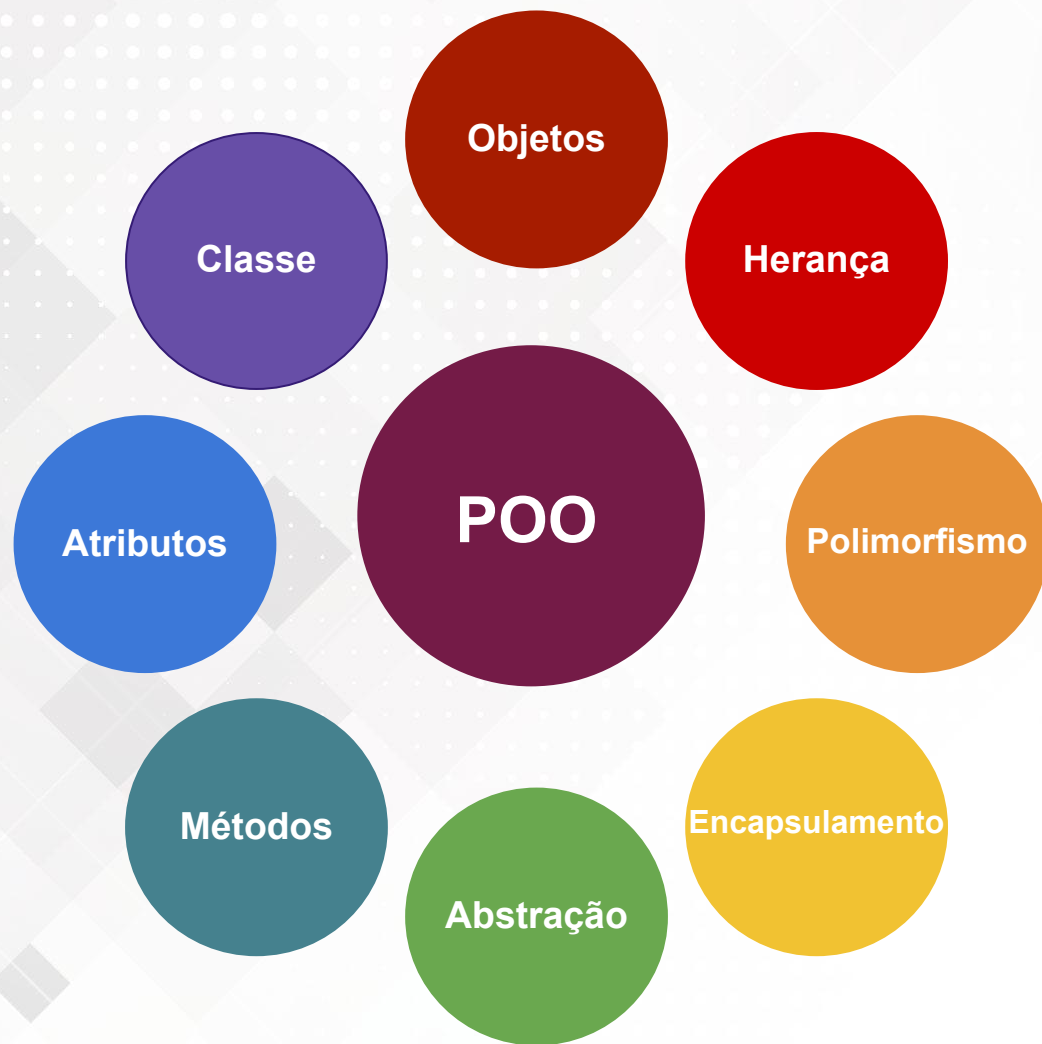 Objetos
Classe
Herança
POO
Atributos
Polimorfismo
Métodos
Encapsulamento
Abstração